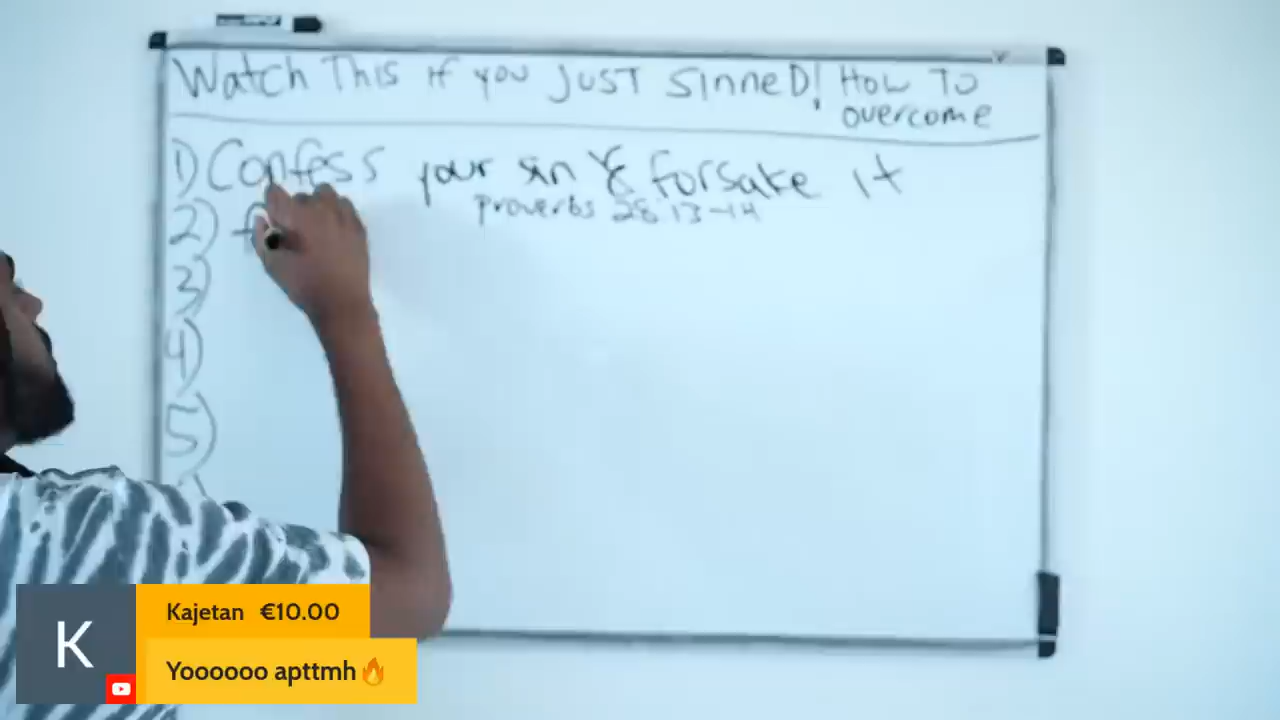 Watch This if you JUST sinneD! How To
overcome
1) Confess your sin & forsake it
Proverbs 28:13-14
2) f
3)
4)
5)
K
Kajetan €10.00
Yoooooo apttmh🔥